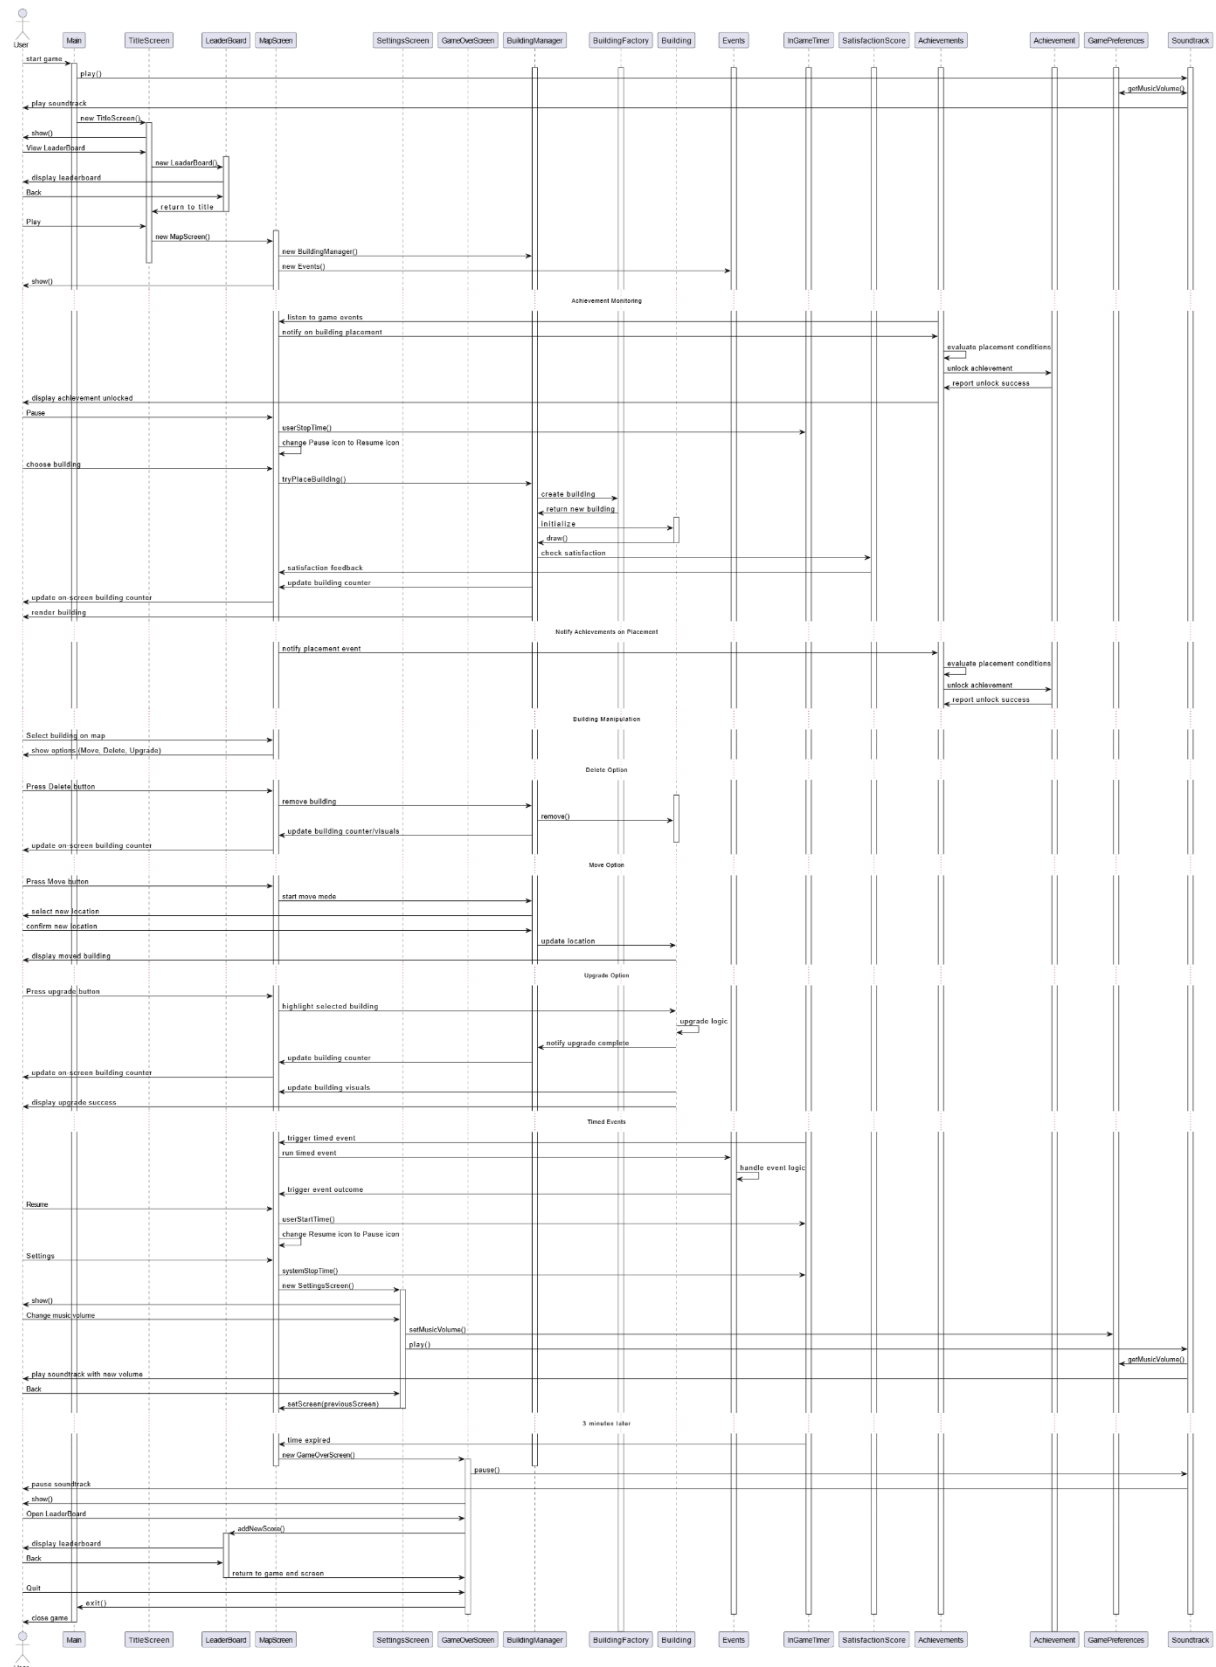 User Main TitleScreen LeaderBoard MapScreen SettingsScreen GameOverScreen BuildingManager BuildingFactory Building Events InGameTimer SatisfactionScore Achievements Achievement GamePreferences Soundtrack
start game
play()
getMusicVolume()
play soundtrack
new TitleScreen()
show()
View LeaderBoard
new LeaderBoard()
display leaderboard
Back
return to title
Play
new MapScreen()
new BuildingManager()
new Events()
show()
Achievement Monitoring
listen to game events
notify on building placement
evaluate placement conditions
unlock achievement
report unlock success
display achievement unlocked
Pause
userStopTime()
change Pause icon to Resume icon
choose building
tryPlaceBuilding()
create building
return new building
initialize
draw()
check satisfaction
satisfaction feedback
update building counter
update on-screen building counter
render building
Notify Achievements on Placement
notify placement event
evaluate placement conditions
unlock achievement
report unlock success
Building Manipulation
Select building on map
show options (Move, Delete, Upgrade)
Delete Option
Press Delete button
remove building
remove()
update building counter/visuals
update on-screen building counter
Move Option
Press Move button
start move mode
select new location
confirm new location
update location
display moved building
Upgrade Option
Press upgrade button
highlight selected building
upgrade logic
notify upgrade complete
update building counter
update on-screen building counter
update building visuals
display upgrade success
Timed Events
trigger timed event
run timed event
handle event logic
trigger event outcome
Resume
userStartTime()
change Resume icon to Pause icon
Settings
systemStopTime()
new SettingsScreen()
show()
Change music volume
setMusicVolume()
play()
getMusicVolume()
play soundtrack with new volume
Back
setScreen(previousScreen)
3 minutes later
time expired
new GameOverScreen()
pause()
pause soundtrack
show()
Open LeaderBoard
addNewScore()
display leaderboard
Back
return to game end screen
Quit
exit()
close game
Main TitleScreen LeaderBoard MapScreen SettingsScreen GameOverScreen BuildingManager BuildingFactory Building Events InGameTimer SatisfactionScore Achievements Achievement GamePreferences Soundtrack
User